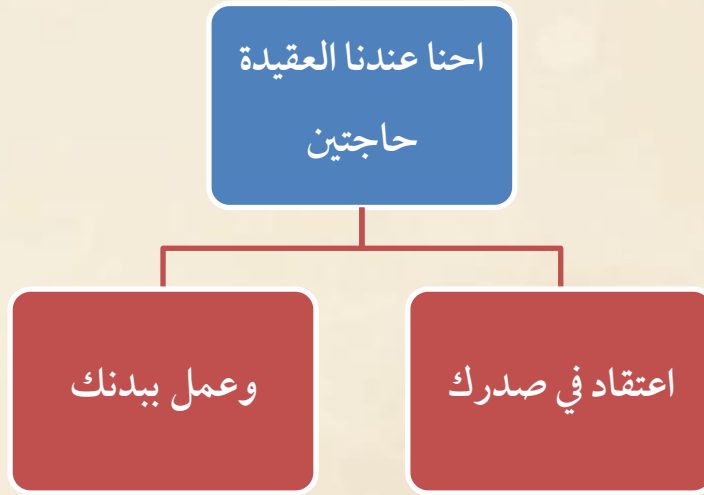 احنا عندنا العقيدة
حاجتين
اعتقاد في صدرك
وعمل ببدنك